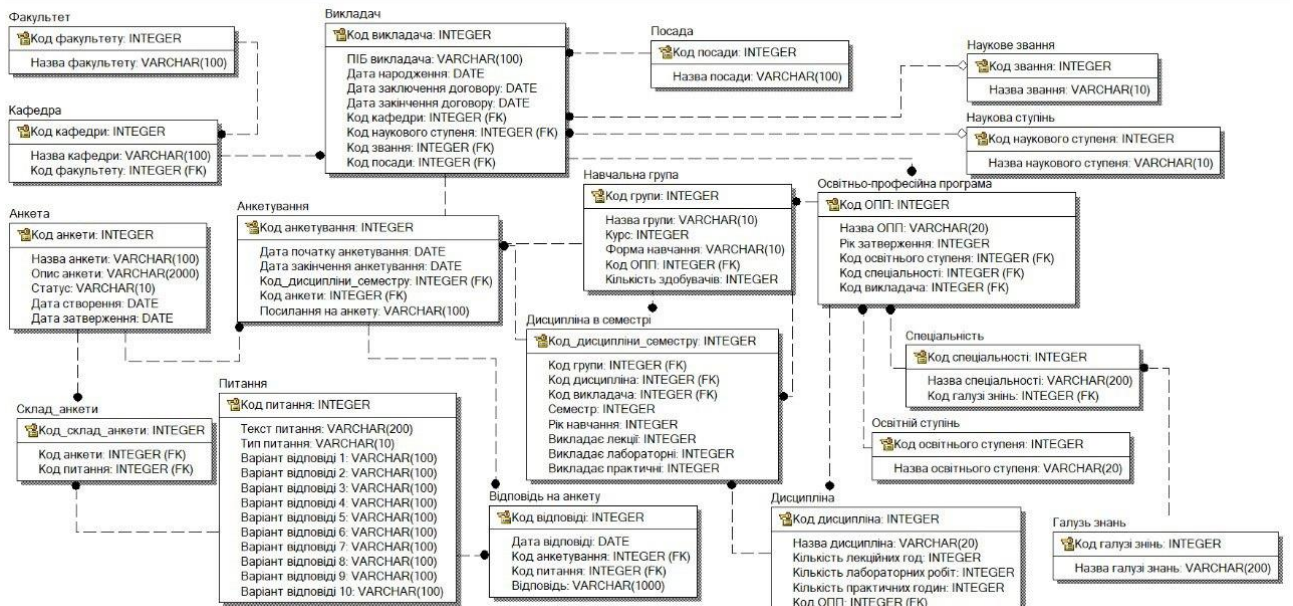 Факультет
Код факультету: INTEGER
Назва факультету: VARCHAR(100)
Кафедра
Код кафедри: INTEGER
Назва кафедри: VARCHAR(100)
Код факультету: INTEGER (FK)
Викладач
Код викладача: INTEGER
ПІБ викладача: VARCHAR(100)
Дата народження: DATE
Дата заключення договору: DATE
Дата закінчення договору: DATE
Код кафедри: INTEGER (FK)
Код наукового ступеня: INTEGER (FK)
Код звання: INTEGER (FK)
Код посади: INTEGER (FK)
Посада
Код посади: INTEGER
Назва посади: VARCHAR(100)
Наукове звання
Код звання: INTEGER
Назва звання: VARCHAR(10)
Наукова ступінь
Код наукового ступеня: INTEGER
Назва наукового ступеня: VARCHAR(10)
Анкета
Код анкети: INTEGER
Назва анкети: VARCHAR(100)
Опис анкети: VARCHAR(2000)
Статус: VARCHAR(10)
Дата створення: DATE
Дата затверження: DATE
Анкетування
Код анкетування: INTEGER
Дата початку анкетування: DATE
Дата закінчення анкетування: DATE
Код_дисципліни_семестру: INTEGER (FK)
Код анкети: INTEGER (FK)
Посилання на анкету: VARCHAR(100)
Навчальна група
Код групи: INTEGER
Назва групи: VARCHAR(10)
Курс: INTEGER
Форма навчання: VARCHAR(10)
Код ОПП: INTEGER (FK)
Кількість здобувачів: INTEGER
Освітньо-професійна програма
Код ОПП: INTEGER
Назва ОПП: VARCHAR(20)
Рік затверження: INTEGER
Код освітнього ступеня: INTEGER (FK)
Код спеціальності: INTEGER (FK)
Код викладача: INTEGER (FK)
Дисципліна в семестрі
Код_дисципліни_семестру: INTEGER
Код групи: INTEGER (FK)
Код дисципліна: INTEGER (FK)
Код викладача: INTEGER (FK)
Семестр: INTEGER
Рік навчання: INTEGER
Викладає лекції: INTEGER
Викладає лабораторні: INTEGER
Викладає практичні: INTEGER
Спеціальність
Код спеціальності: INTEGER
Назва спеціальності: VARCHAR(200)
Код галузі знінь: INTEGER (FK)
Освітній ступінь
Код освітнього ступеня: INTEGER
Назва освітнього ступеня: VARCHAR(20)
Склад_анкети
Код_склад_анкети: INTEGER
Код анкети: INTEGER (FK)
Код питання: INTEGER (FK)
Питання
Код питання: INTEGER
Текст питання: VARCHAR(200)
Тип питання: VARCHAR(10)
Варіант відповіді 1: VARCHAR(100)
Варіант відповіді 2: VARCHAR(100)
Варіант відповіді 3: VARCHAR(100)
Варіант відповіді 4: VARCHAR(100)
Варіант відповіді 5: VARCHAR(100)
Варіант відповіді 6: VARCHAR(100)
Варіант відповіді 7: VARCHAR(100)
Варіант відповіді 8: VARCHAR(100)
Варіант відповіді 9: VARCHAR(100)
Варіант відповіді 10: VARCHAR(100)
Відповідь на анкету
Код відповіді: INTEGER
Дата відповіді: DATE
Код анкетування: INTEGER (FK)
Код питання: INTEGER (FK)
Відповідь: VARCHAR(1000)
Дисципліна
Код дисципліна: INTEGER
Назва дисципліна: VARCHAR(20)
Кількість лекційних год: INTEGER
Кількість лабораторних робіт: INTEGER
Кількість практичних годин: INTEGER
Код ОПП: INTEGER (FK)
Галузь знань
Код галузі знінь: INTEGER
Назва галузі знань: VARCHAR(200)